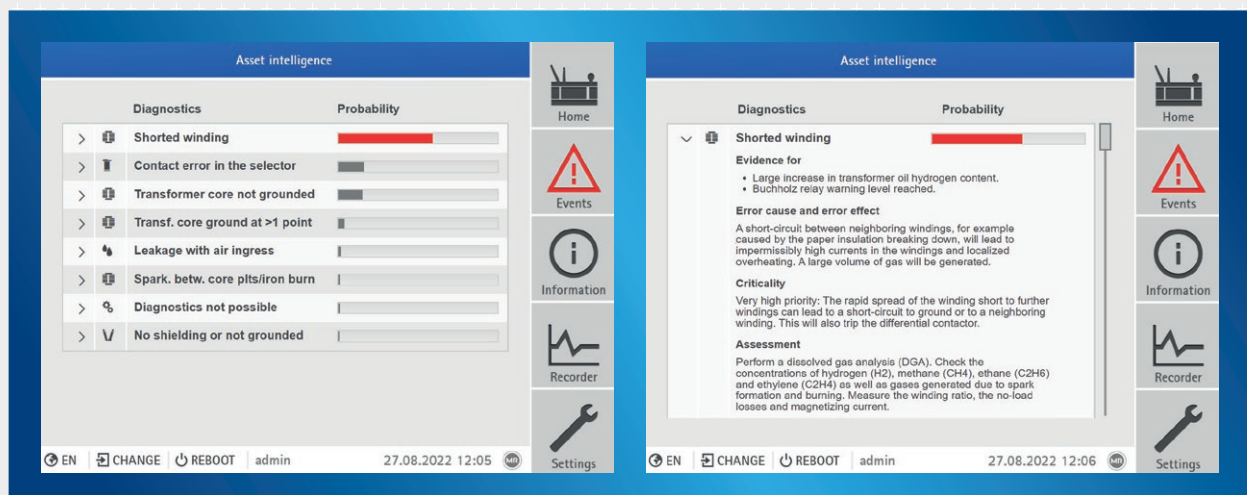 Asset intelligence
Diagnostics Probability
Shorted winding
Contact error in the selector
Transformer core not grounded
Transf. core ground at >1 point
Leakage with air ingress
Spark. betw. core plts/iron burn
Diagnostics not possible
No shielding or not grounded
Home
Events
Information
Recorder
Settings
EN CHANGE REBOOT admin 27.08.2022 12:05 MR
Asset intelligence
Diagnostics Probability
Shorted winding
Evidence for
• Large increase in transformer oil hydrogen content.
• Buchholz relay warning level reached.
Error cause and error effect
A short-circuit between neighboring windings, for example
caused by the paper insulation breaking down, will lead to
impermissibly high currents in the windings and localized
overheating. A large volume of gas will be generated.
Criticality
Very high priority: The rapid spread of the winding short to further
windings can lead to a short-circuit to ground or to a neighboring
winding. This will also trip the differential contactor.
Assessment
Perform a dissolved gas analysis (DGA). Check the
concentrations of hydrogen (H2), methane (CH4), ethane (C2H6)
and ethylene (C2H4) as well as gases generated due to spark
formation and burning. Measure the winding ratio, the no-load
losses and magnetizing current.
Home
Events
Information
Recorder
Settings
EN CHANGE REBOOT admin 27.08.2022 12:06 MR